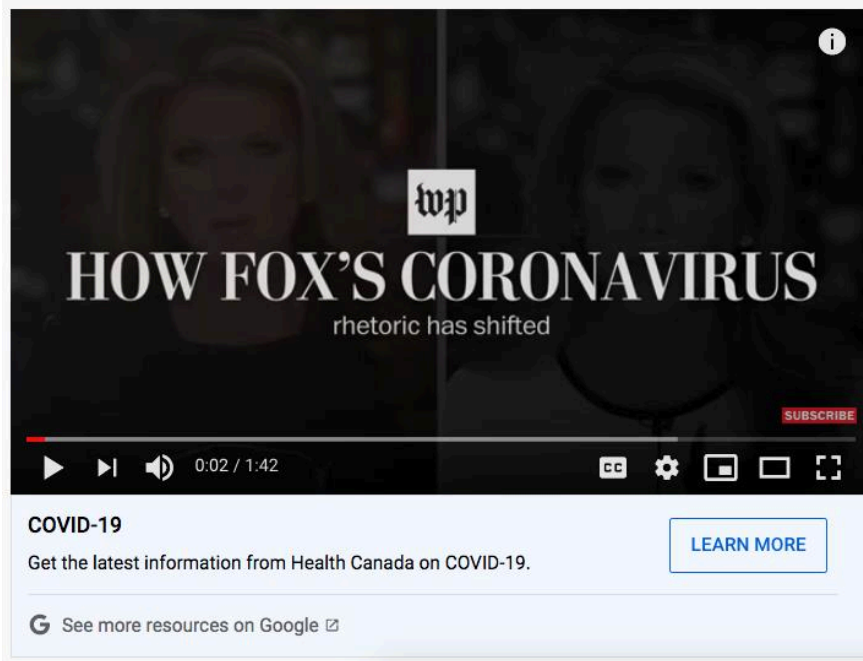 wp
HOW FOX'S CORONAVIRUS
rhetoric has shifted
SUBSCRIBE
0:02 / 1:42
CC
COVID-19
Get the latest information from Health Canada on COVID-19.
LEARN MORE
G See more resources on Google